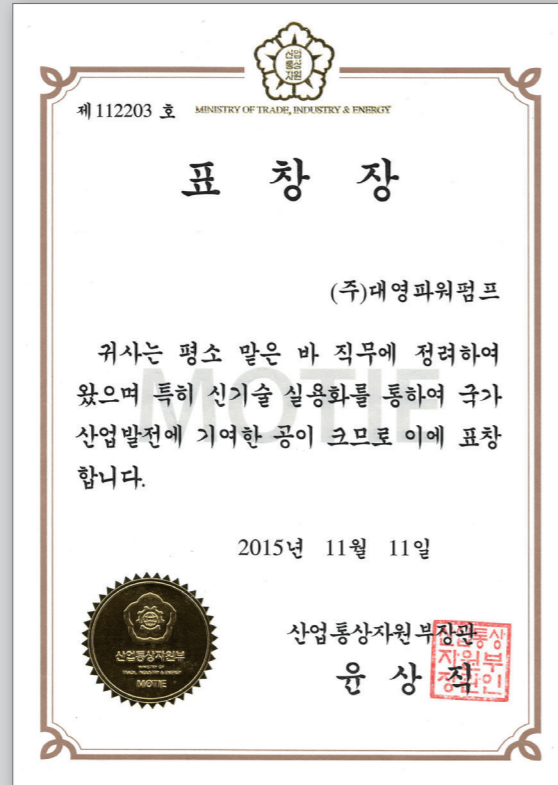 산업
통상
자원
제 112203 호
MINISTRY OF TRADE, INDUSTRY & ENERGY
표 창 장
(주)대영파워펌프
귀사는 평소 맡은 바 직무에 정려하여
왔으며 특히 신기술 실용화를 통하여 국가
산업발전에 기여한 공이 크므로 이에 표창
합니다.
MOTIE
2015년 11월 11일
산업통상자원부장관
윤 상 직
산업통상자원부
MINISTRY OF
TRADE, INDUSTRY & ENERGY
MOTIE
산업통상
자원부
장관인